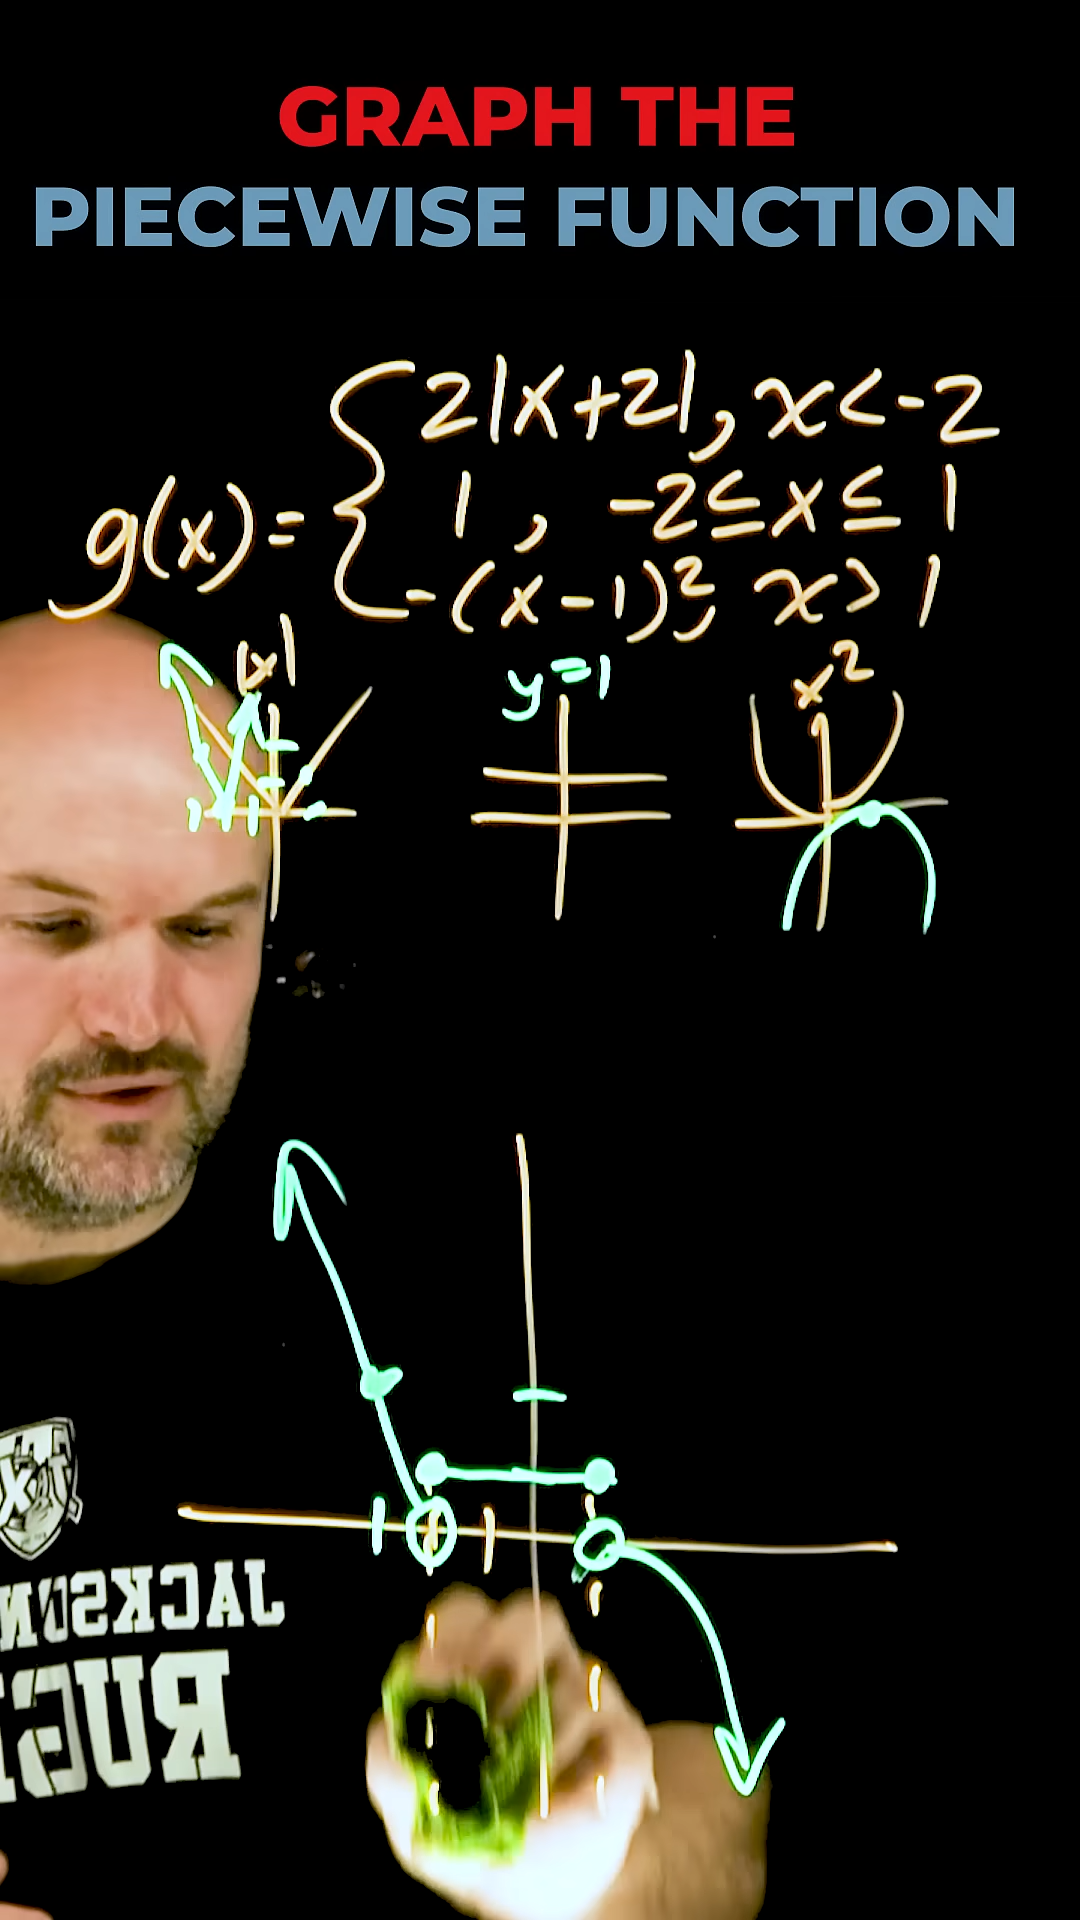 GRAPH THE
PIECEWISE FUNCTION
2|x+2|, x<-2
g(x)= { 1 , -2≤x≤1
-(x-1)², x>1
|x|
y=1
x²
JACKSON